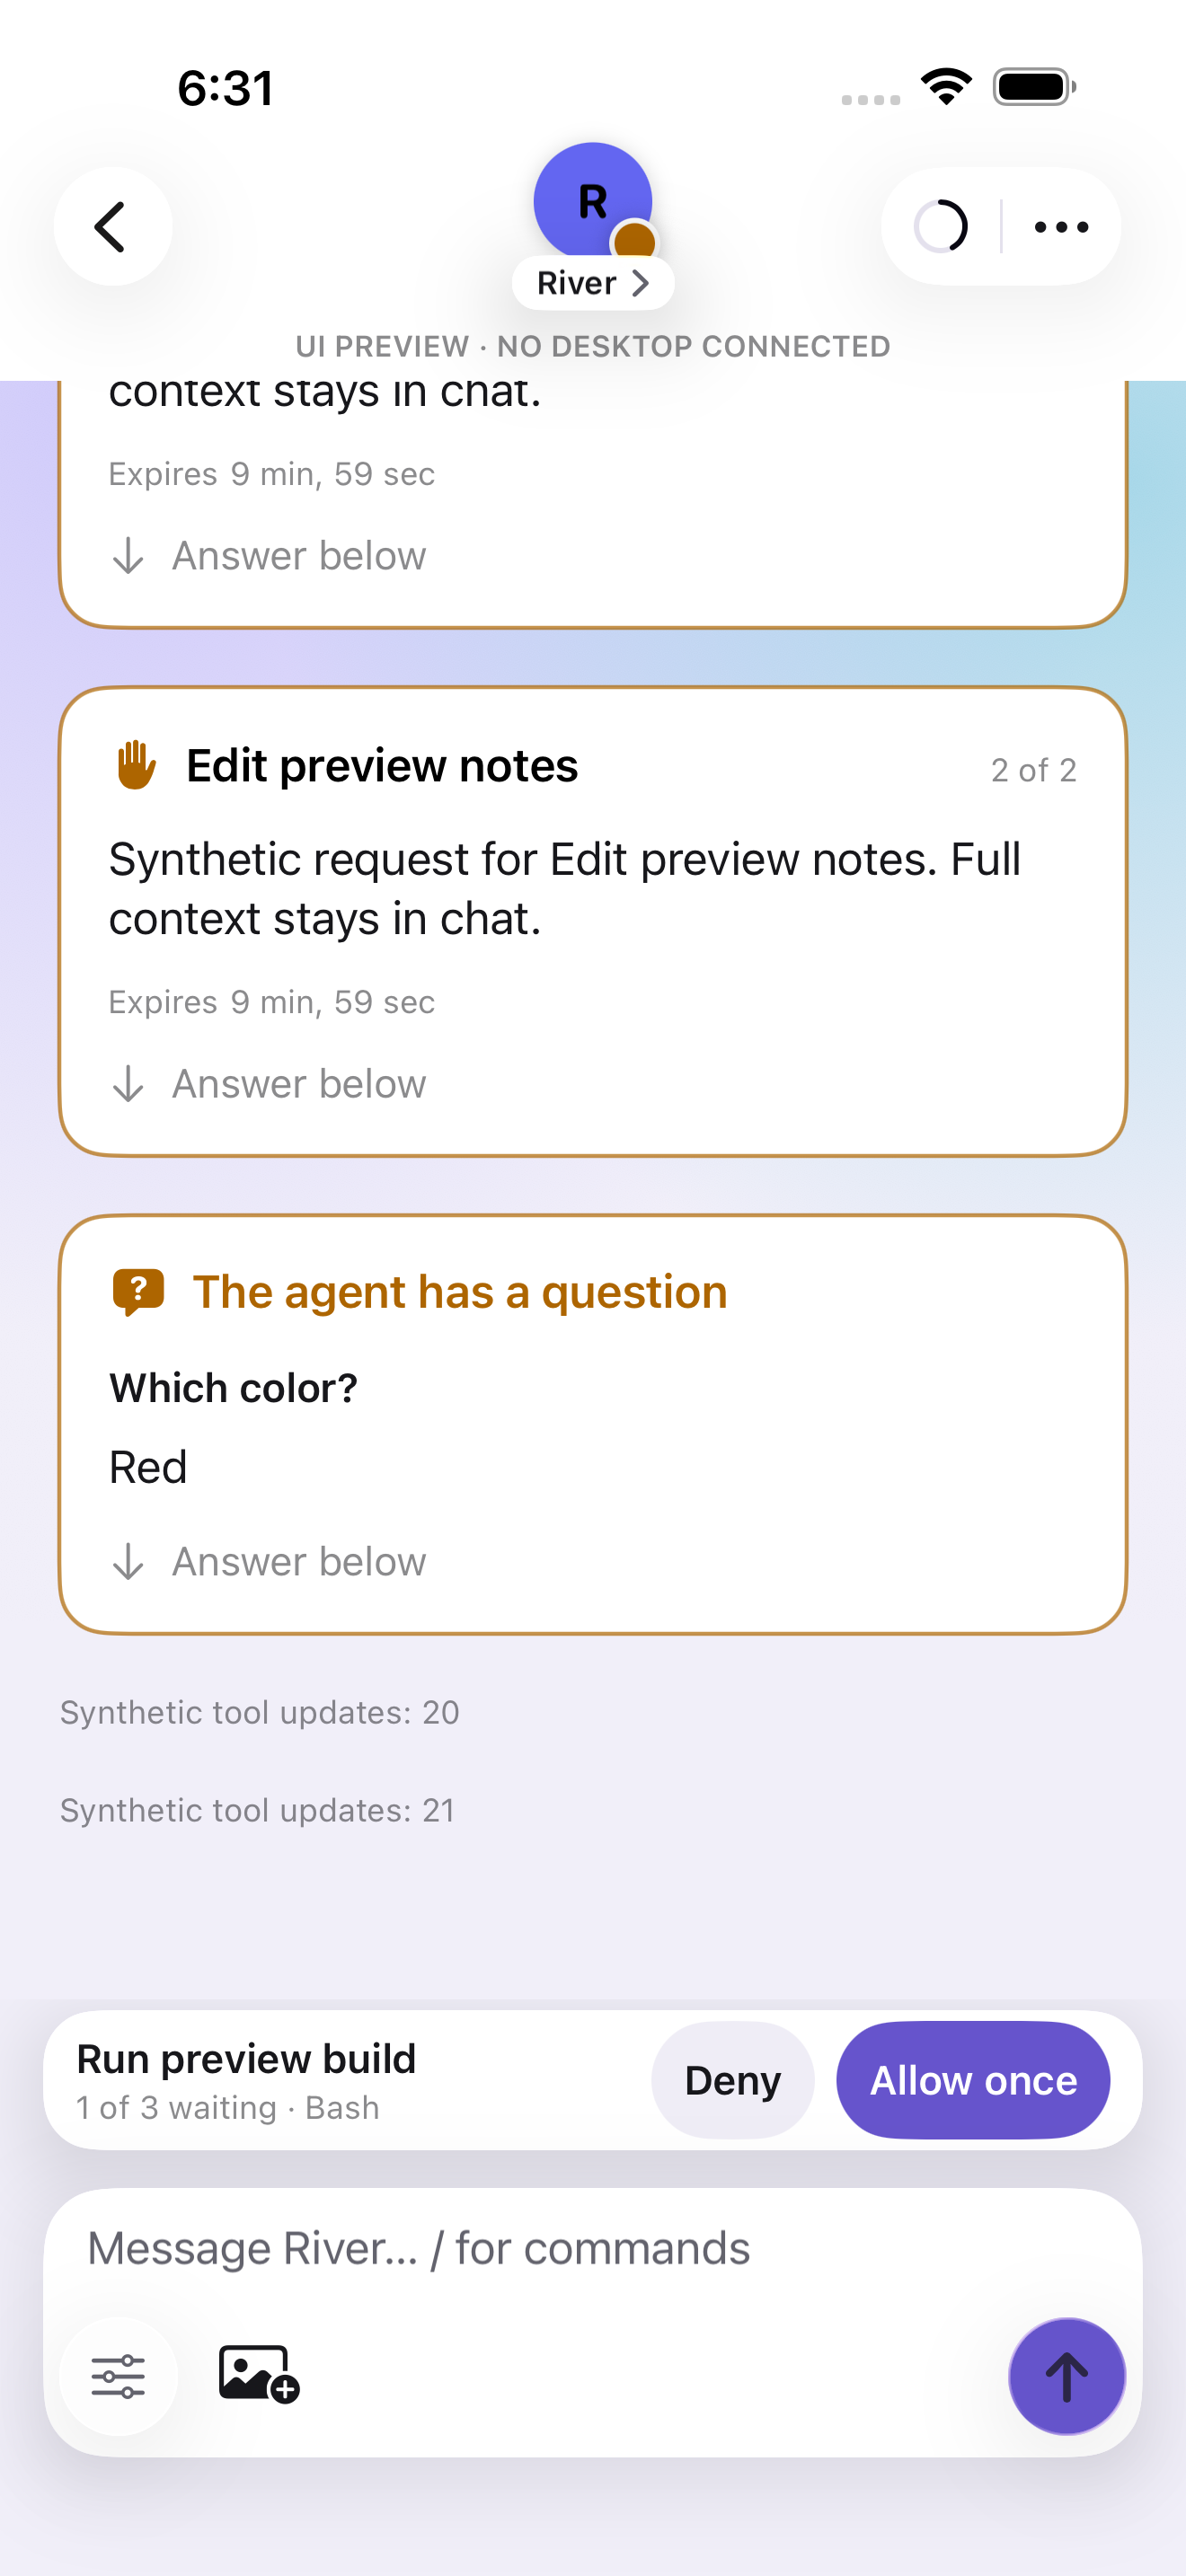 6:31
R
River
UI PREVIEW · NO DESKTOP CONNECTED
context stays in chat.
Expires 9 min, 59 sec
Answer below
Edit preview notes
2 of 2
Synthetic request for Edit preview notes. Full
context stays in chat.
Expires 9 min, 59 sec
Answer below
?
The agent has a question
Which color?
Red
Answer below
Synthetic tool updates: 20
Synthetic tool updates: 21
Run preview build
1 of 3 waiting · Bash
Deny
Allow once
Message River... / for commands